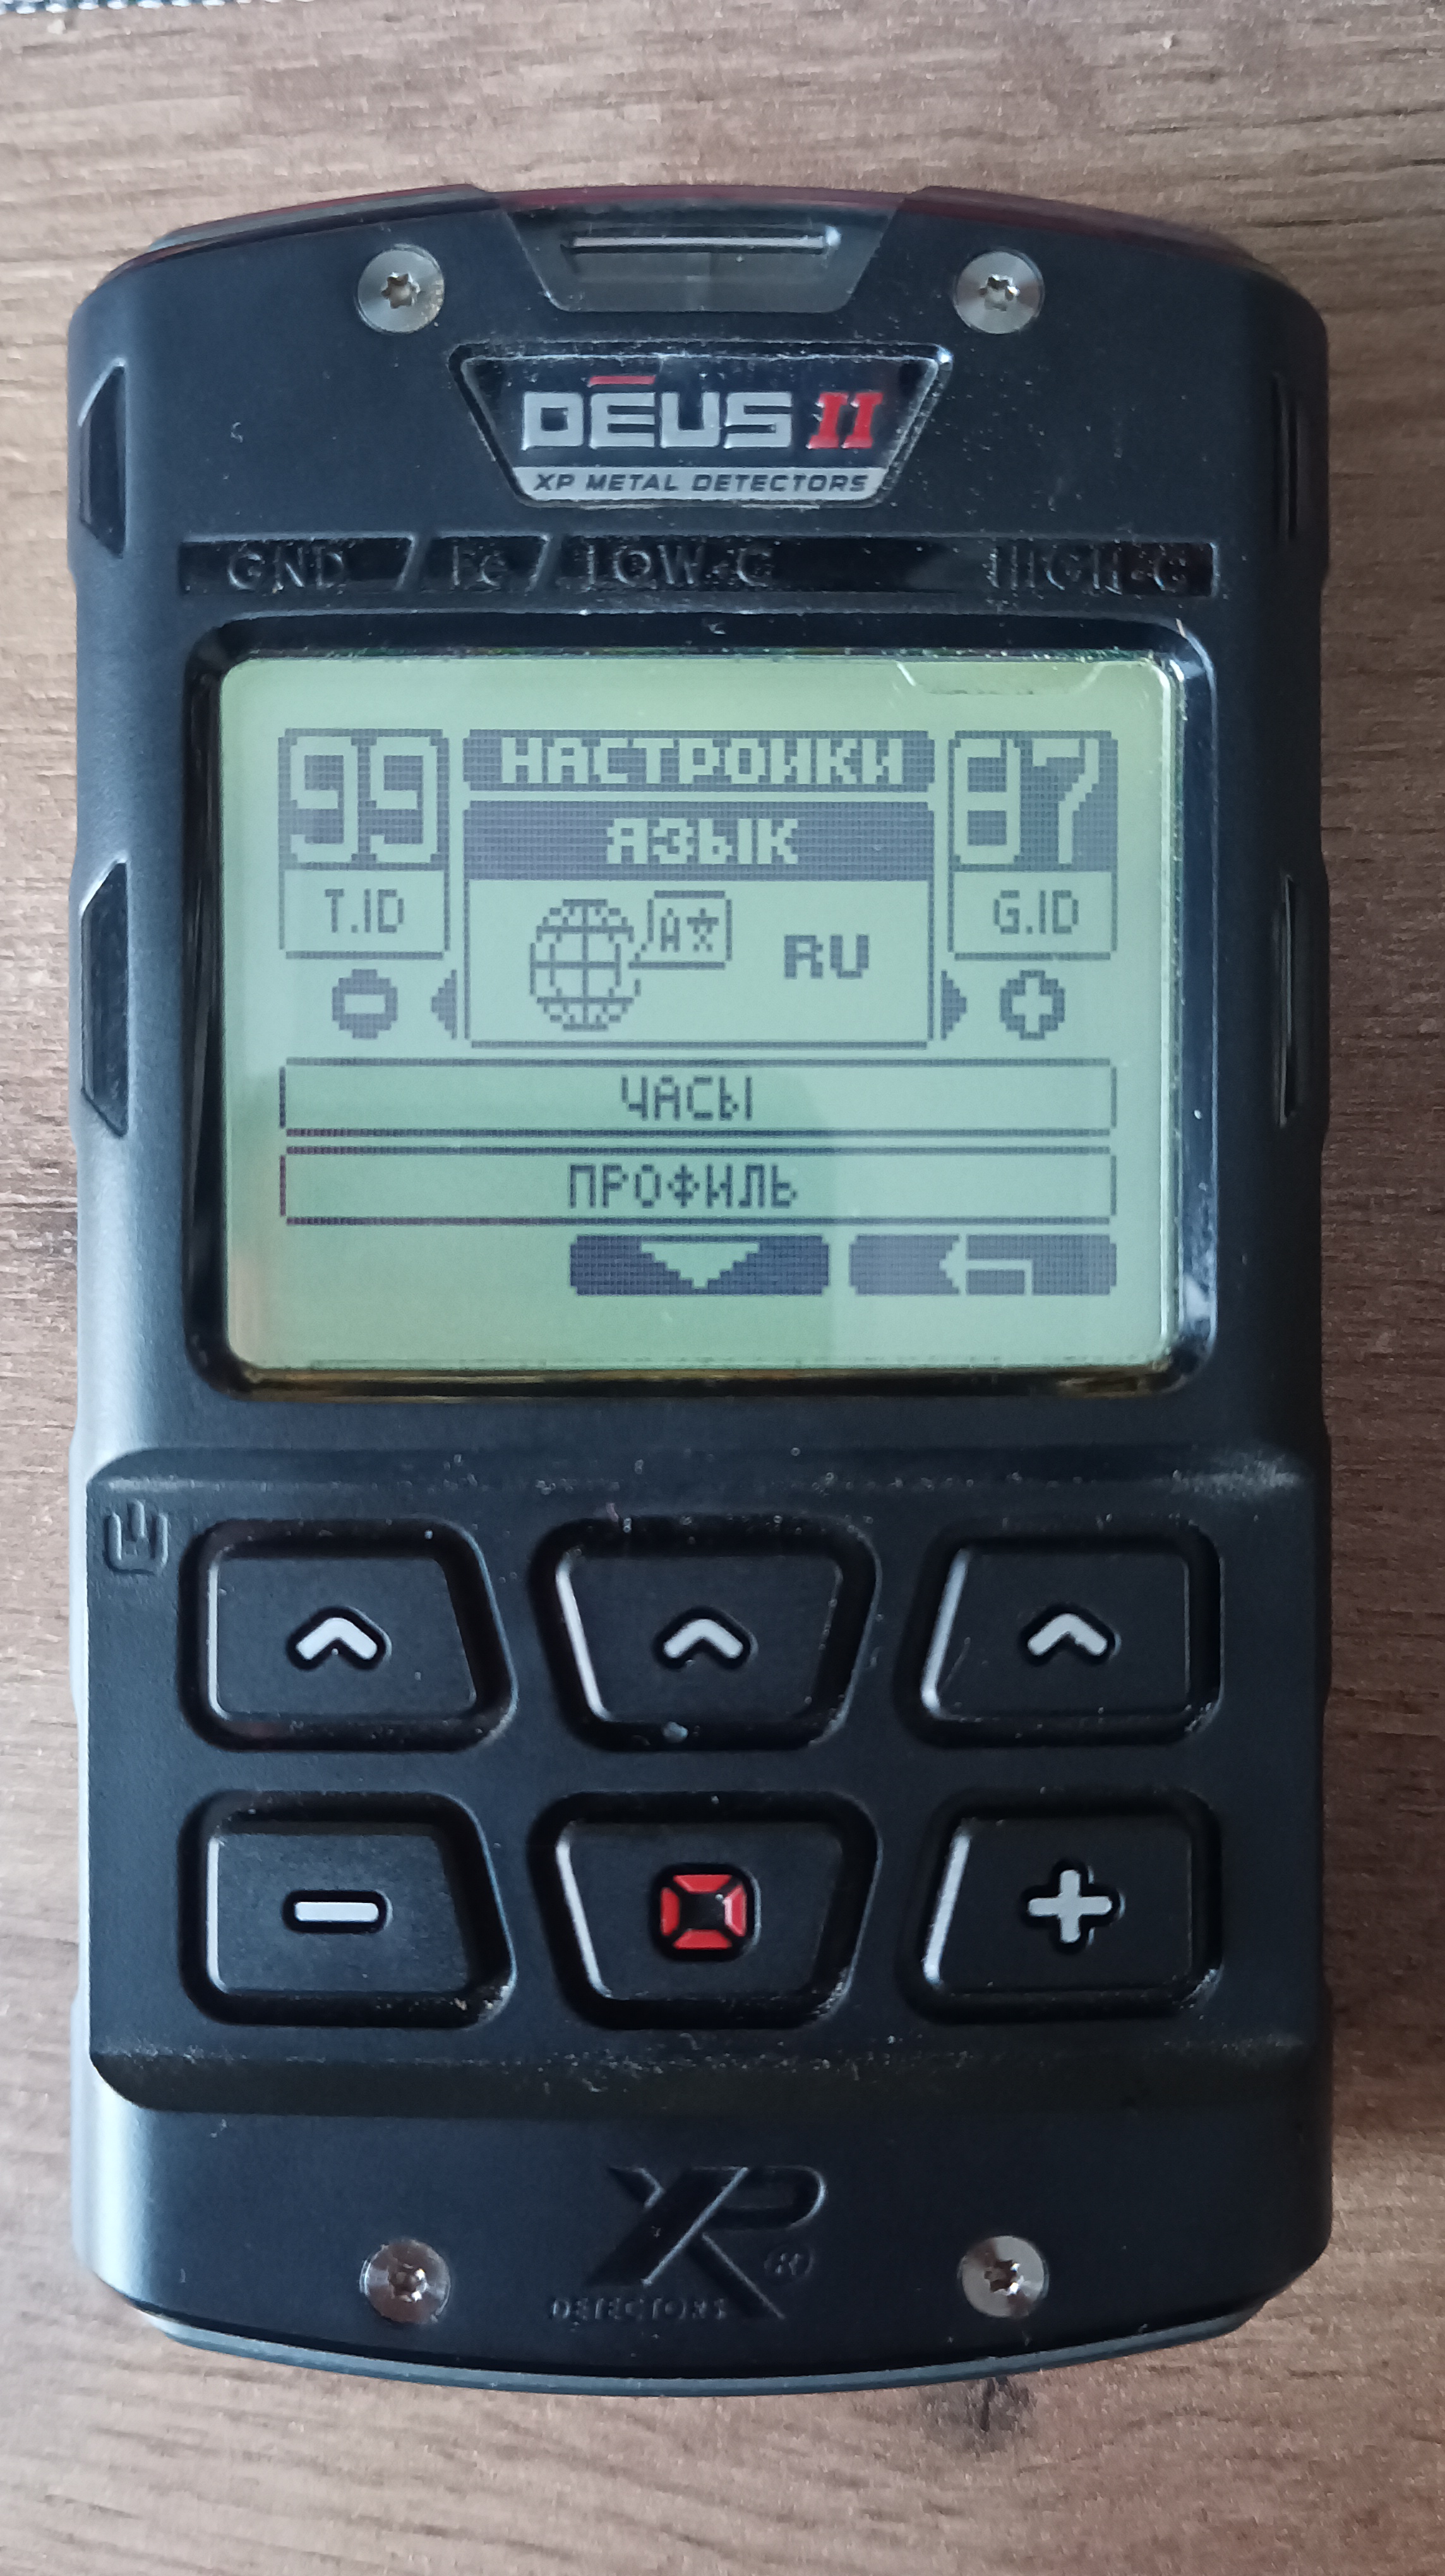 DĒUS II
XP METAL DETECTORS
GND Fe LOW-C HIGH-C
99 НАСТРОЙКИ 87
ЯЗЫК
T.ID G.ID
A RU
ЧАСЫ
ПРОФИЛЬ
XP®
DETECTORS